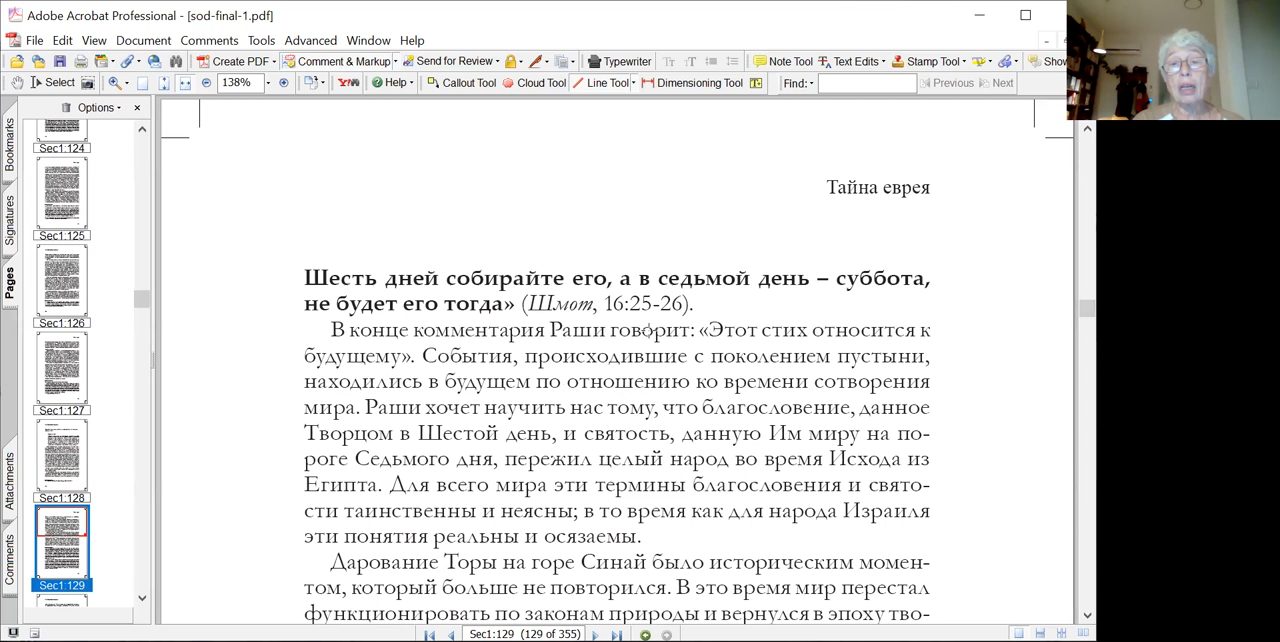 Adobe Acrobat Professional - [sod-final-1.pdf]
File Edit View Document Comments Tools Advanced Window Help
Create PDF Comment & Markup Send for Review Typewriter Note Tool Text Edits Stamp Tool Show
Select 138% Y! Help Callout Tool Cloud Tool Line Tool Dimensioning Tool Find: Previous Next
Options
Bookmarks
Signatures
Pages
Attachments
Comments
Sec1:124
Sec1:125
Sec1:126
Sec1:127
Sec1:128
Sec1:129
Тайна еврея
Шесть дней собирайте его, а в седьмой день – суббота,
не будет его тогда» (Шмот, 16:25-26).
В конце комментария Раши говорит: «Этот стих относится к
будущему». События, происходившие с поколением пустыни,
находились в будущем по отношению ко времени сотворения
мира. Раши хочет научить нас тому, что благословение, данное
Творцом в Шестой день, и святость, данную Им миру на по-
роге Седьмого дня, пережил целый народ во время Исхода из
Египта. Для всего мира эти термины благословения и свято-
сти таинственны и неясны; в то время как для народа Израиля
эти понятия реальны и осязаемы.
Дарование Торы на горе Синай было историческим момен-
том, который больше не повторился. В это время мир перестал
функционировать по законам природы и вернулся в эпоху тво-
Sec1:129 (129 of 355)